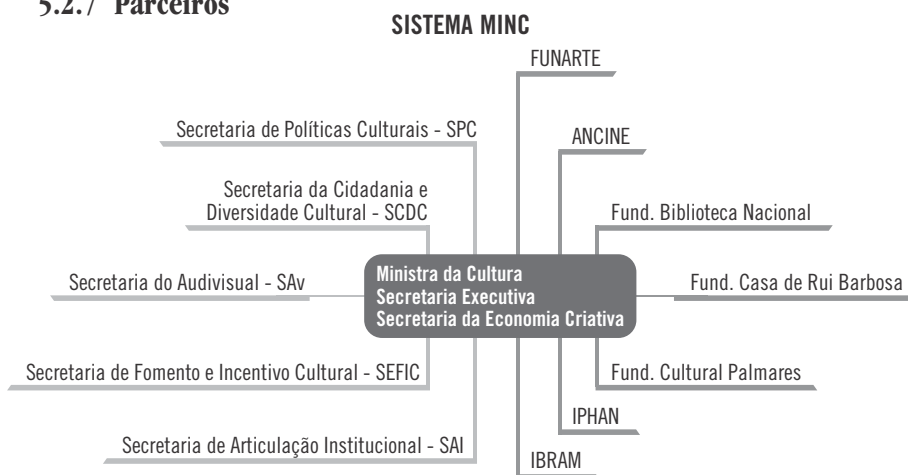 5.2.7 Parceiros
SISTEMA MINC
FUNARTE
Secretaria de Políticas Culturais - SPC
ANCINE
Secretaria da Cidadania e
Diversidade Cultural - SCDC
Fund. Biblioteca Nacional
Secretaria do Audivisual - SAv
Ministra da Cultura
Secretaria Executiva
Secretaria da Economia Criativa
Fund. Casa de Rui Barbosa
Secretaria de Fomento e Incentivo Cultural - SEFIC
Fund. Cultural Palmares
IPHAN
Secretaria de Articulação Institucional - SAI
IBRAM